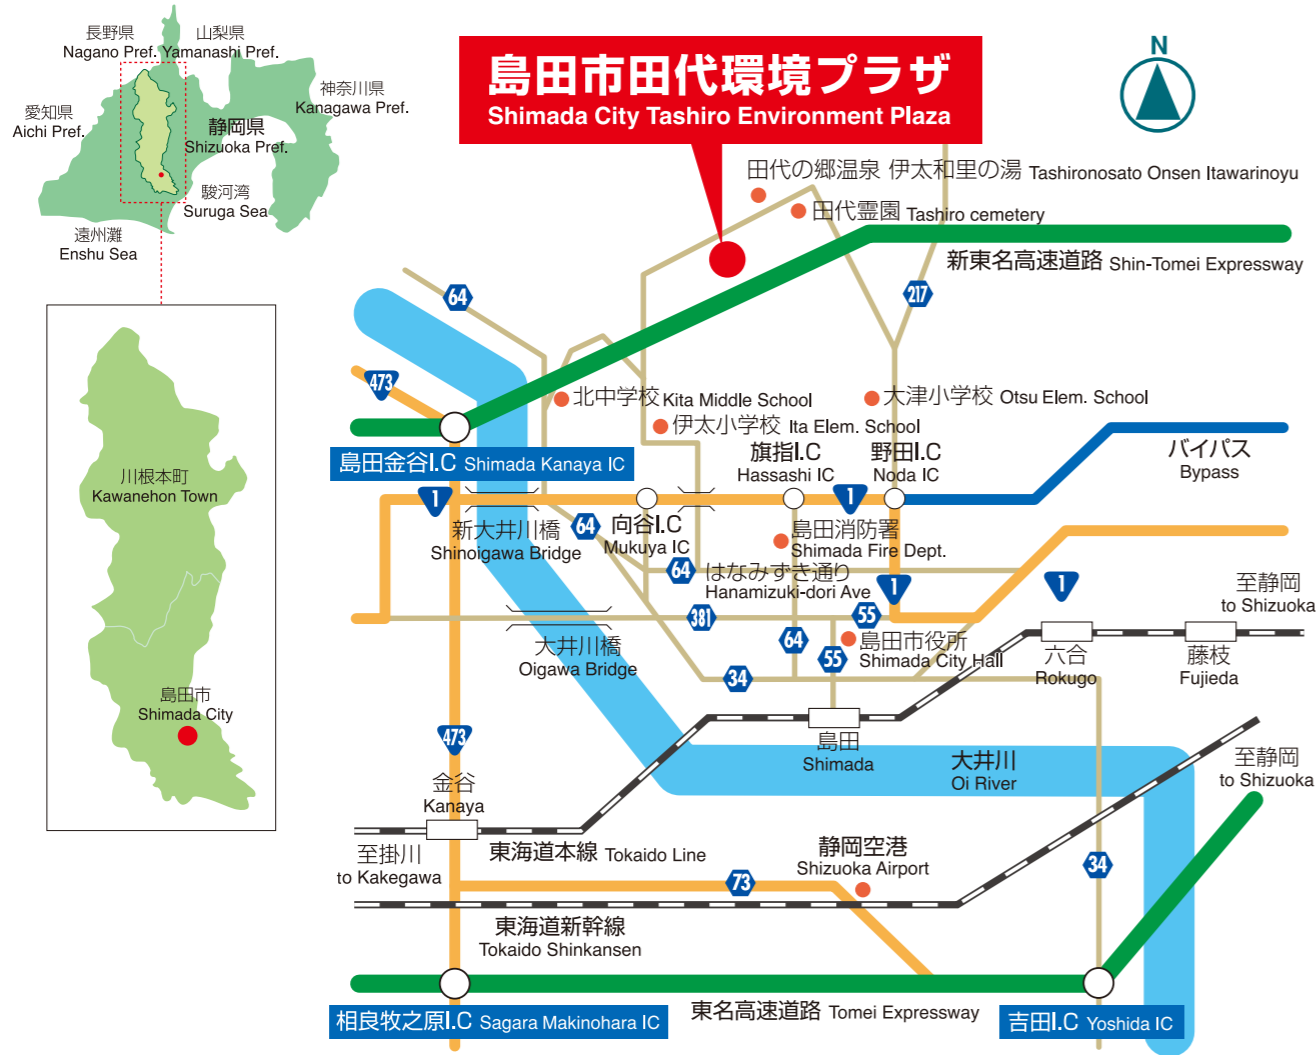 長野県
Nagano Pref.
山梨県
Yamanashi Pref.
神奈川県
Kanagawa Pref.
愛知県
Aichi Pref.
静岡県
Shizuoka Pref.
駿河湾
Suruga Sea
遠州灘
Enshu Sea
川根本町
Kawanehon Town
島田市
Shimada City
島田市田代環境プラザ
Shimada City Tashiro Environment Plaza
N
田代の郷温泉 伊太和里の湯 Tashironosato Onsen Itawarinoyu
田代霊園 Tashiro cemetery
新東名高速道路 Shin-Tomei Expressway
64
217
473
北中学校 Kita Middle School
大津小学校 Otsu Elem. School
伊太小学校 Ita Elem. School
島田金谷I.C Shimada Kanaya IC
旗指I.C
Hassashi IC
野田I.C
Noda IC
バイパス
Bypass
1
1
新大井川橋
Shinoigawa Bridge
64
向谷I.C
Mukuya IC
島田消防署
Shimada Fire Dept.
64
はなみずき通り
Hanamizuki-dori Ave
1
1
至静岡
to Shizuoka
381
55
大井川橋
Oigawa Bridge
64
55
島田市役所
Shimada City Hall
34
六合
Rokugo
藤枝
Fujieda
473
島田
Shimada
大井川
Oi River
至静岡
to Shizuoka
金谷
Kanaya
至掛川
to Kakegawa
東海道本線 Tokaido Line
静岡空港
Shizuoka Airport
73
34
東海道新幹線
Tokaido Shinkansen
相良牧之原I.C Sagara Makinohara IC
東名高速道路 Tomei Expressway
吉田I.C Yoshida IC